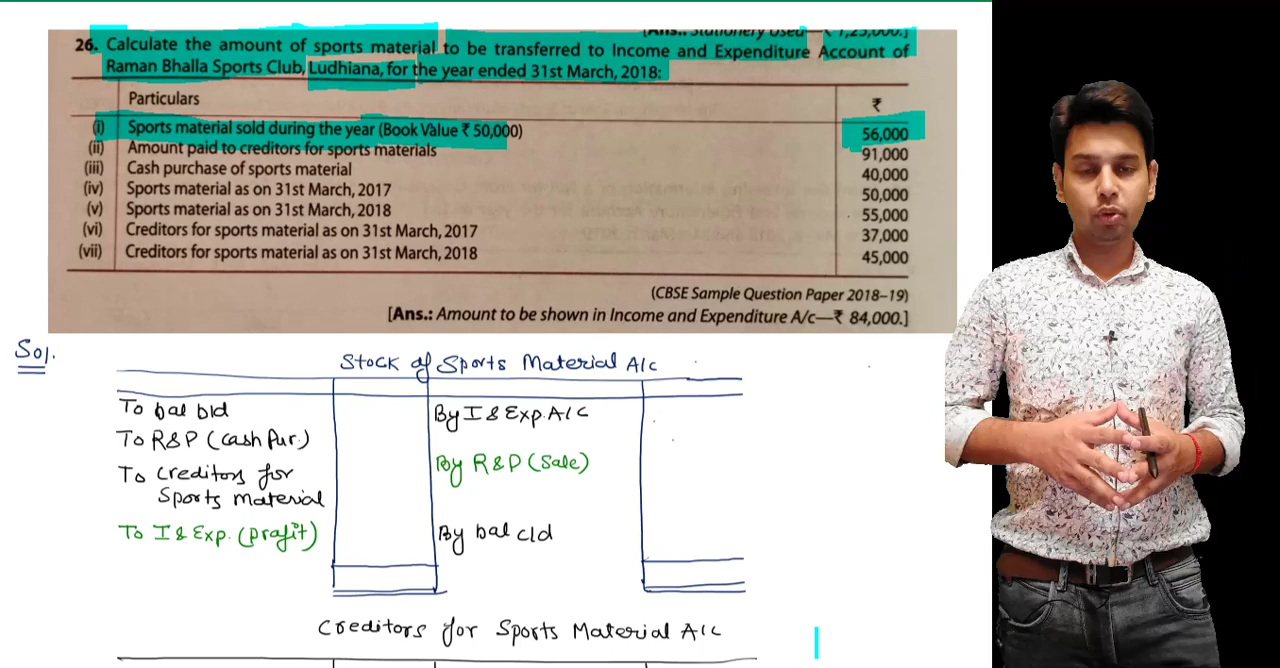 [Ans.: Stationery Used—₹ 1,25,000.]
26. Calculate the amount of sports material to be transferred to Income and Expenditure Account of
Raman Bhalla Sports Club, Ludhiana, for the year ended 31st March, 2018:
Particulars ₹
(i) Sports material sold during the year (Book Value ₹ 50,000) 56,000
(ii) Amount paid to creditors for sports materials 91,000
(iii) Cash purchase of sports material 40,000
(iv) Sports material as on 31st March, 2017 50,000
(v) Sports material as on 31st March, 2018 55,000
(vi) Creditors for sports material as on 31st March, 2017 37,000
(vii) Creditors for sports material as on 31st March, 2018 45,000
(CBSE Sample Question Paper 2018–19)
[Ans.: Amount to be shown in Income and Expenditure A/c—₹ 84,000.]
Sol.
Stock of Sports Material A/c
To bal b/d By I & Exp. A/C
To R&P (Cash Pur.)
By R&P (Sale)
To Creditors for
Sports material
To I & Exp. (profit) By bal c/d
Creditors for Sports Material A/C